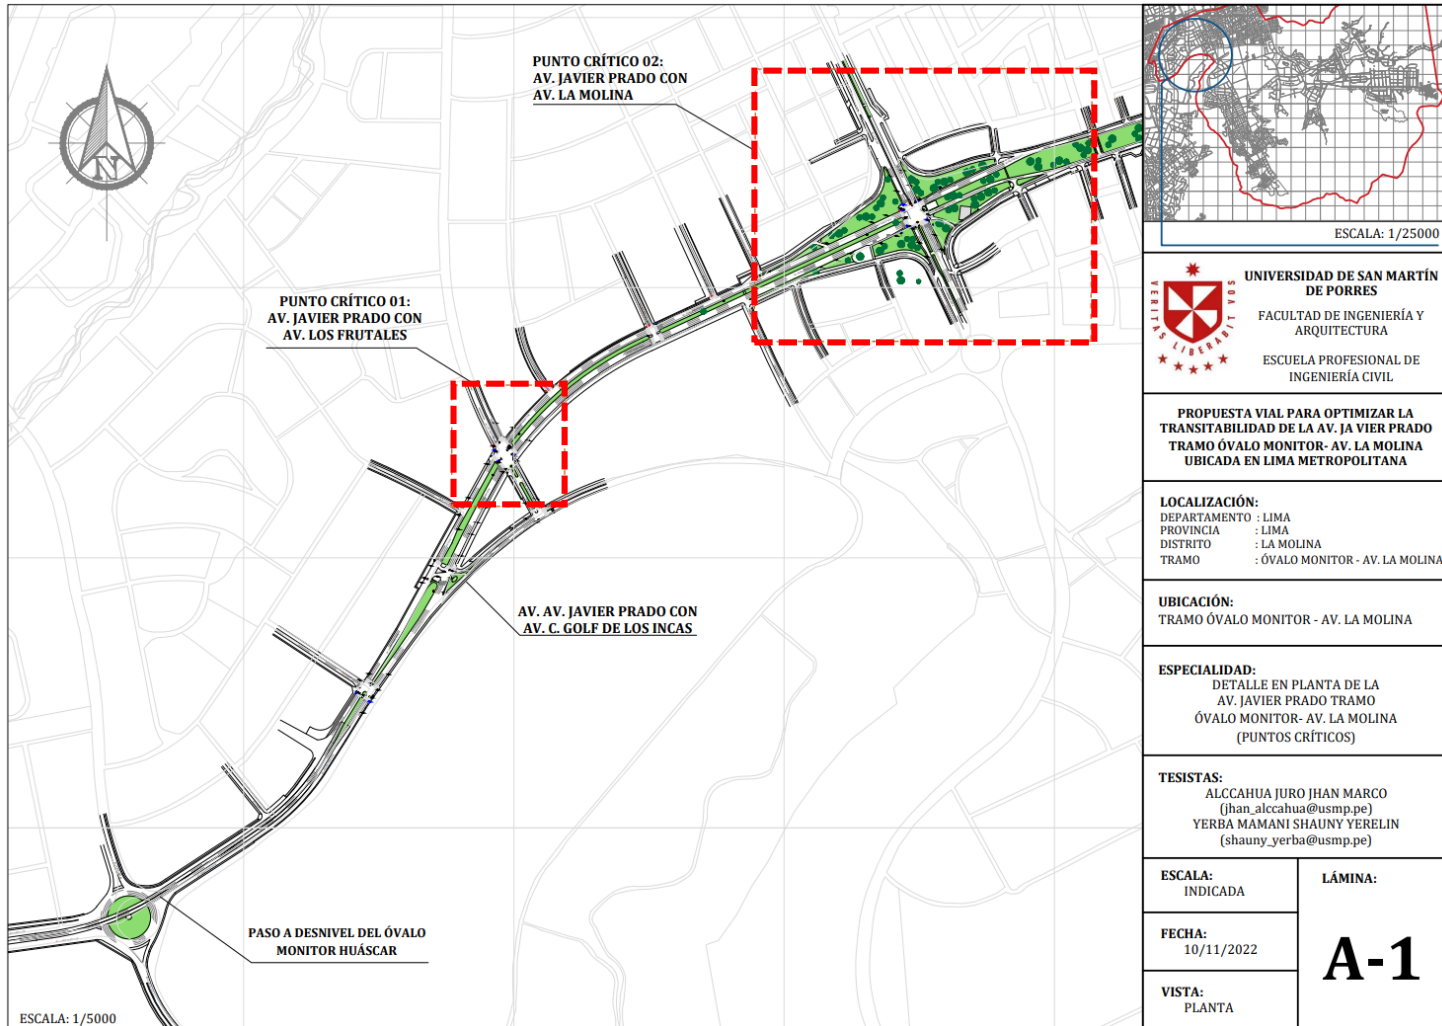 PUNTO CRÍTICO 02:
AV. JAVIER PRADO CON
AV. LA MOLINA
PUNTO CRÍTICO 01:
AV. JAVIER PRADO CON
AV. LOS FRUTALES
AV. AV. JAVIER PRADO CON
AV. C. GOLF DE LOS INCAS
PASO A DESNIVEL DEL ÓVALO
MONITOR HUÁSCAR
N
ESCALA: 1/5000
ESCALA: 1/25000
VERITAS LIBERABIT VOS
UNIVERSIDAD DE SAN MARTÍN
DE PORRES
FACULTAD DE INGENIERÍA Y
ARQUITECTURA
ESCUELA PROFESIONAL DE
INGENIERÍA CIVIL
PROPUESTA VIAL PARA OPTIMIZAR LA
TRANSITABILIDAD DE LA AV. JA VIER PRADO
TRAMO ÓVALO MONITOR- AV. LA MOLINA
UBICADA EN LIMA METROPOLITANA
LOCALIZACIÓN:
DEPARTAMENTO : LIMA
PROVINCIA : LIMA
DISTRITO : LA MOLINA
TRAMO : ÓVALO MONITOR - AV. LA MOLINA
UBICACIÓN:
TRAMO ÓVALO MONITOR - AV. LA MOLINA
ESPECIALIDAD:
DETALLE EN PLANTA DE LA
AV. JAVIER PRADO TRAMO
ÓVALO MONITOR- AV. LA MOLINA
(PUNTOS CRÍTICOS)
TESISTAS:
ALCCAHUA JURO JHAN MARCO
(jhan_alccahua@usmp.pe)
YERBA MAMANI SHAUNY YERELIN
(shauny_yerba@usmp.pe)
ESCALA:
INDICADA
FECHA:
10/11/2022
VISTA:
PLANTA
LÁMINA:
A-1